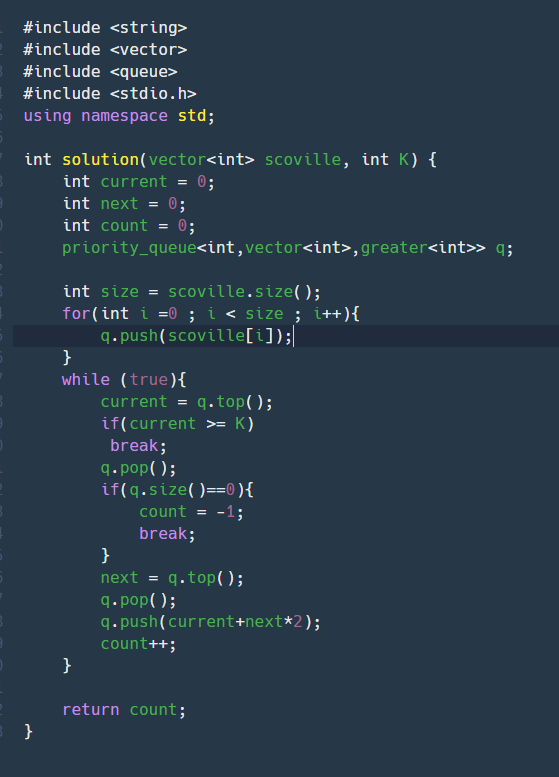 #include <string>
#include <vector>
#include <queue>
#include <stdio.h>
using namespace std;
int solution(vector<int> scoville, int K) {
    int current = 0;
    int next = 0;
    int count = 0;
    priority_queue<int,vector<int>,greater<int>> q;
    int size = scoville.size();
    for(int i =0 ; i < size ; i++){
        q.push(scoville[i]);
    }
    while (true){
        current = q.top();
        if(current >= K)
         break;
        q.pop();
        if(q.size()==0){
            count = -1;
            break;
        }
        next = q.top();
        q.pop();
        q.push(current+next*2);
        count++;
    }
    return count;
}